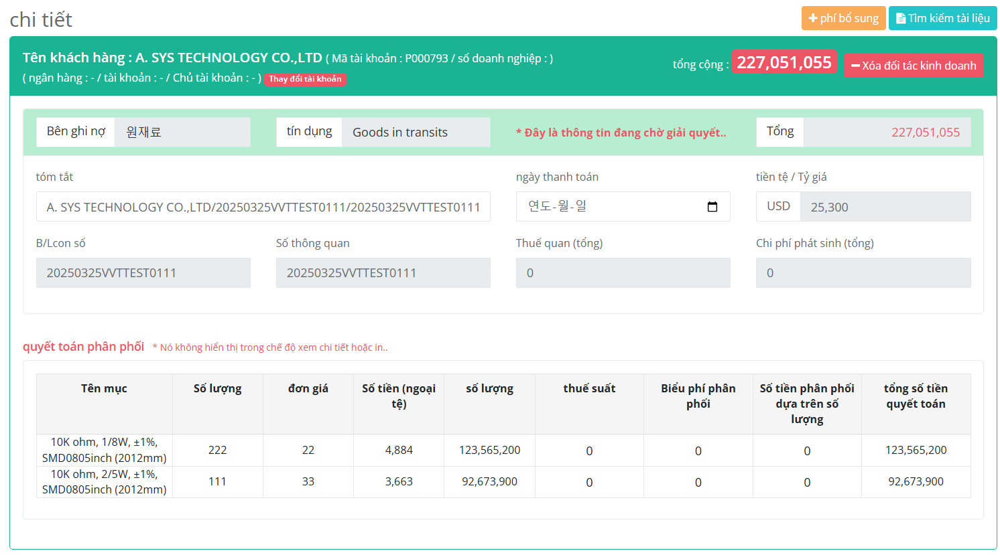 chi tiết
phí bổ sung
Tìm kiếm tài liệu
Tên khách hàng : A. SYS TECHNOLOGY CO.,LTD ( Mã tài khoản : P000793 / số doanh nghiệp : )
( ngân hàng : - / tài khoản : - / Chủ tài khoản : - ) Thay đổi tài khoản
tổng cộng : 227,051,055
Xóa đối tác kinh doanh
Bên ghi nợ 원재료
tín dụng Goods in transits
* Đây là thông tin đang chờ giải quyết..
Tổng 227,051,055
tóm tắt
A. SYS TECHNOLOGY CO.,LTD/20250325VVTTEST0111/20250325VVTTEST0111
ngày thanh toán
연도-월-일
tiền tệ / Tỷ giá
USD 25,300
B/Lcon số
20250325VVTTEST0111
Số thông quan
20250325VVTTEST0111
Thuế quan (tổng)
0
Chi phí phát sinh (tổng)
0
quyết toán phân phối * Nó không hiển thị trong chế độ xem chi tiết hoặc in..
Tên mục
Số lượng
đơn giá
Số tiền (ngoại
tệ)
số lượng
thuế suất
Biểu phí phân
phối
Số tiền phân phối
dựa trên số
lượng
tổng số tiền
quyết toán
10K ohm, 1/8W, ±1%,
SMD0805inch (2012mm)
222
22
4,884
123,565,200
0
0
0
123,565,200
10K ohm, 2/5W, ±1%,
SMD0805inch (2012mm)
111
33
3,663
92,673,900
0
0
0
92,673,900